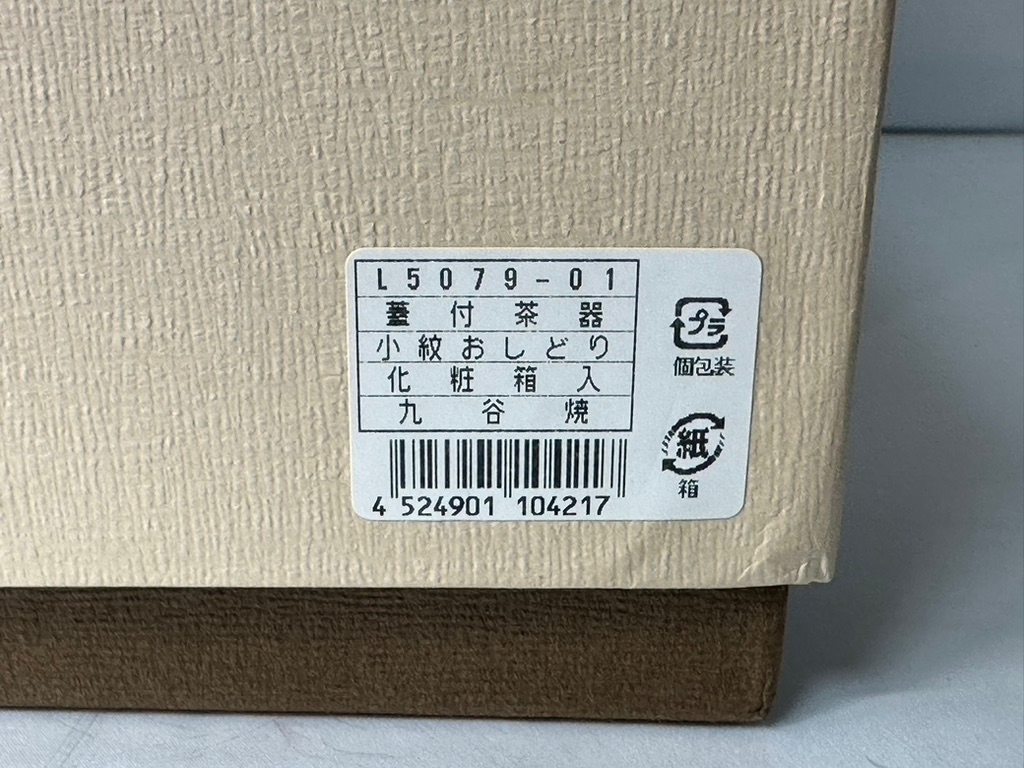 L5079-01
蓋付茶器
小紋おしどり
化粧箱入
九谷焼
4 524901 104217
プラ
個包装
紙
箱